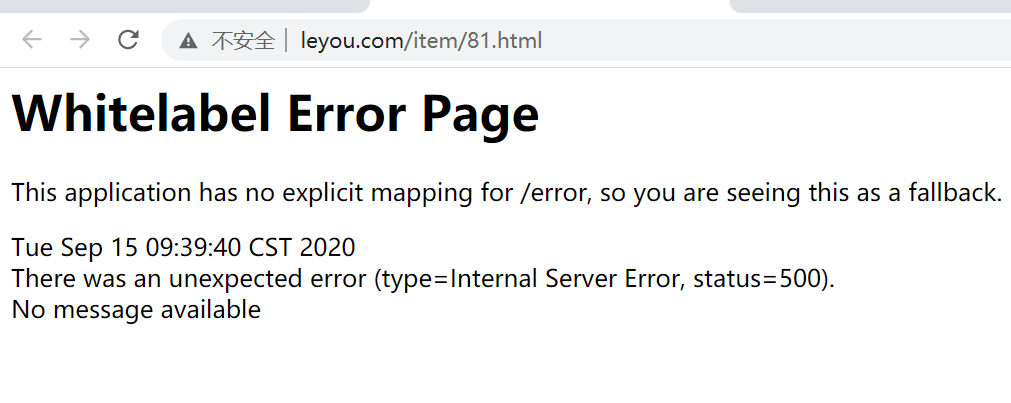 不安全 | leyou.com/item/81.html
Whitelabel Error Page
This application has no explicit mapping for /error, so you are seeing this as a fallback.
Tue Sep 15 09:39:40 CST 2020
There was an unexpected error (type=Internal Server Error, status=500).
No message available